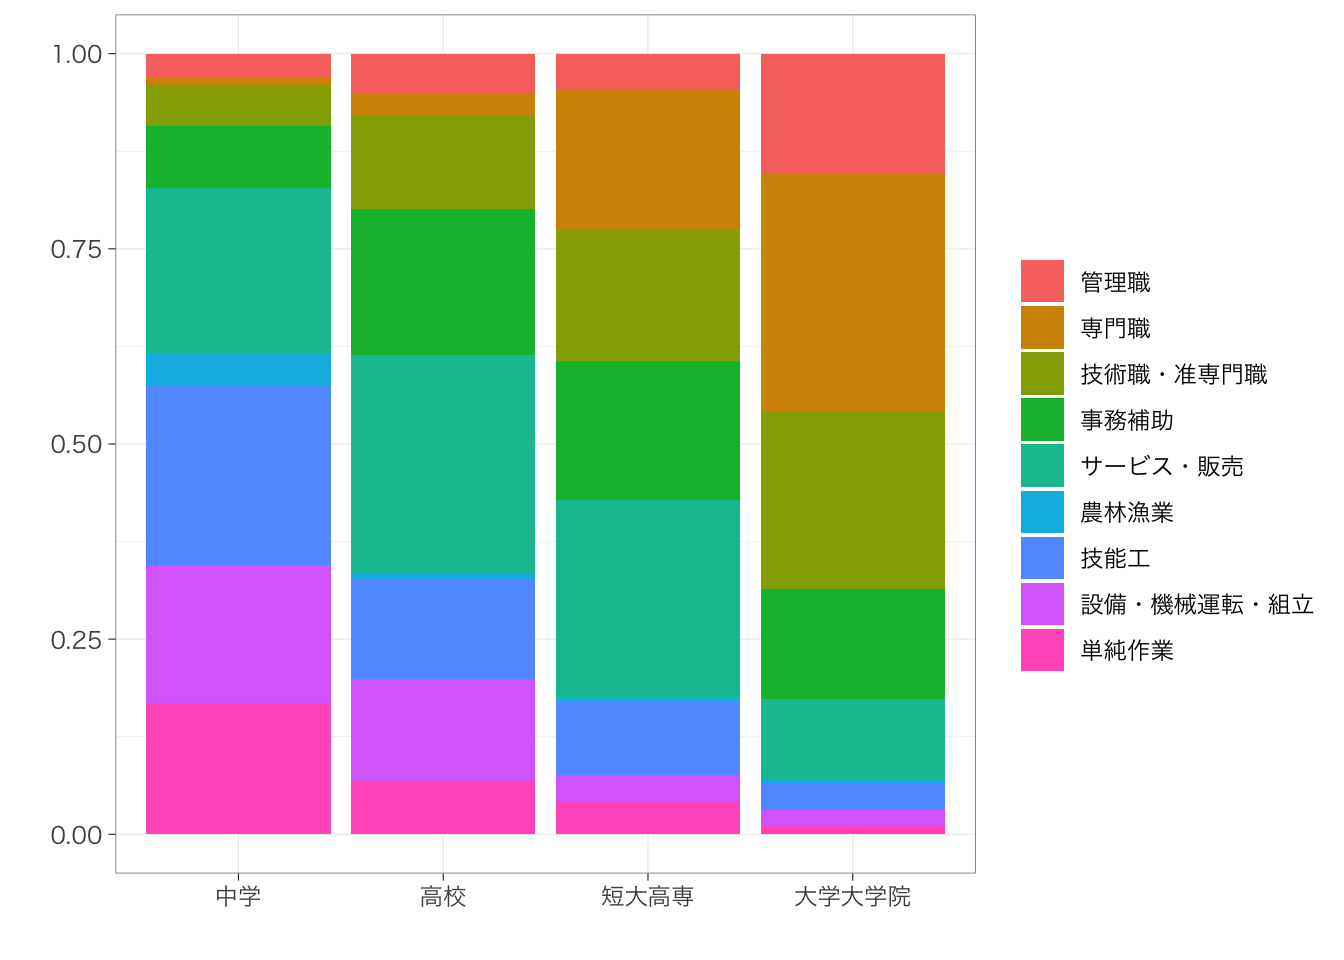 1.00
0.75
0.50
0.25
0.00
中学
高校
短大高専
大学大学院
管理職
専門職
技術職・准専門職
事務補助
サービス・販売
農林漁業
技能工
設備・機械運転・組立
単純作業